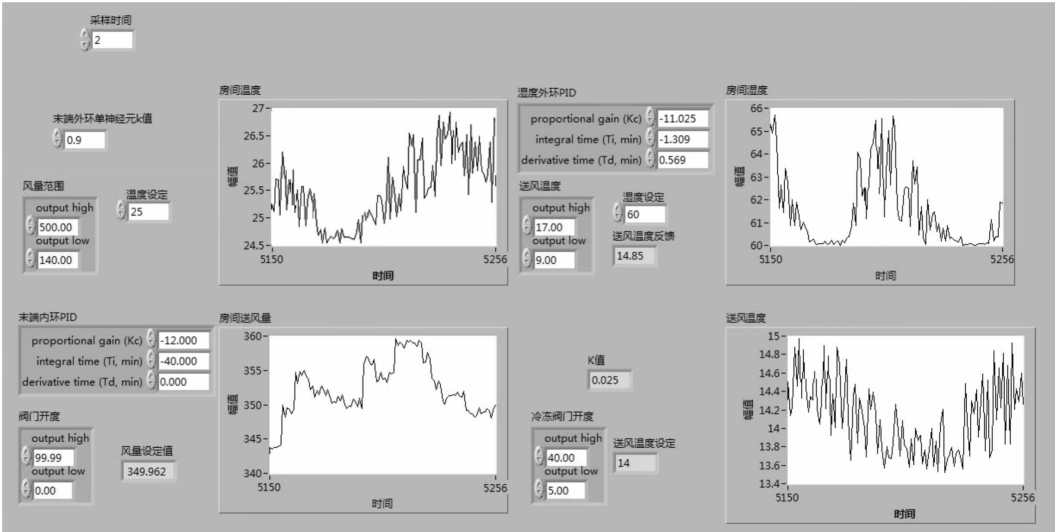 采样时间
2
末端外环单神经元k值
0.9
风量范围
output high
500.00
output low
140.00
温度设定
25
房间温度
幅值
27
26.5
26
25.5
25
24.5
5150
5256
时间
湿度外环PID
proportional gain (Kc)
-11.025
integral time (Ti, min)
-1.309
derivative time (Td, min)
0.569
送风温度
output high
17.00
output low
9.00
湿度设定
60
送风温度反馈
14.85
房间湿度
幅值
66
65
64
63
62
61
60
5150
5256
时间
末端内环PID
proportional gain (Kc)
-12.000
integral time (Ti, min)
-40.000
derivative time (Td, min)
0.000
阀门开度
output high
99.99
output low
0.00
风量设定值
349.962
房间送风量
幅值
360
355
350
345
340
5150
5256
时间
K值
0.025
冷冻阀门开度
output high
40.00
output low
5.00
送风温度设定
14
送风温度
幅值
15
14.8
14.6
14.4
14.2
14
13.8
13.6
13.4
5150
5256
时间